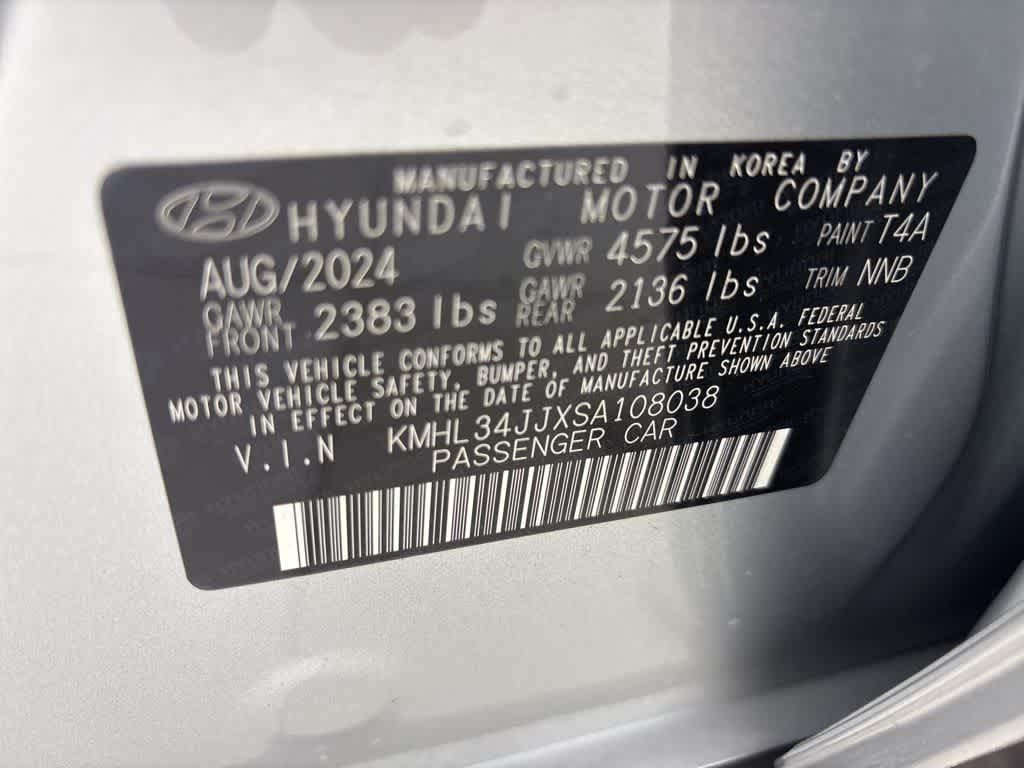 MANUFACTURED IN KOREA BY
HYUNDAI MOTOR COMPANY
AUG/2024 GVWR 4575 lbs PAINT T4A
GAWR FRONT 2383 lbs GAWR REAR 2136 lbs TRIM NNB
THIS VEHICLE CONFORMS TO ALL APPLICABLE U.S.A. FEDERAL
MOTOR VEHICLE SAFETY, BUMPER, AND THEFT PREVENTION STANDARDS
IN EFFECT ON THE DATE OF MANUFACTURE SHOWN ABOVE
V.I.N KMHL34JJXSA108038
PASSENGER CAR